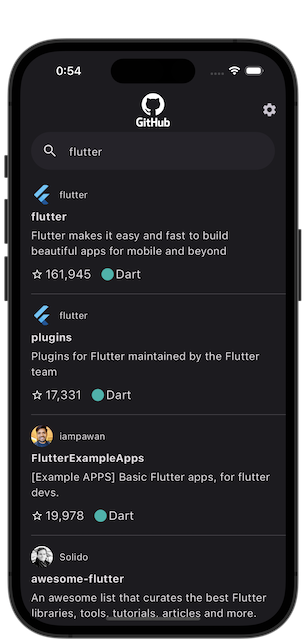 0:54
GitHub
flutter
flutter
flutter
Flutter makes it easy and fast to build
beautiful apps for mobile and beyond
161,945 Dart
flutter
plugins
Plugins for Flutter maintained by the Flutter
team
17,331 Dart
iampawan
FlutterExampleApps
[Example APPS] Basic Flutter apps, for flutter
devs.
19,978 Dart
Solido
awesome-flutter
An awesome list that curates the best Flutter
libraries, tools, tutorials, articles and more.